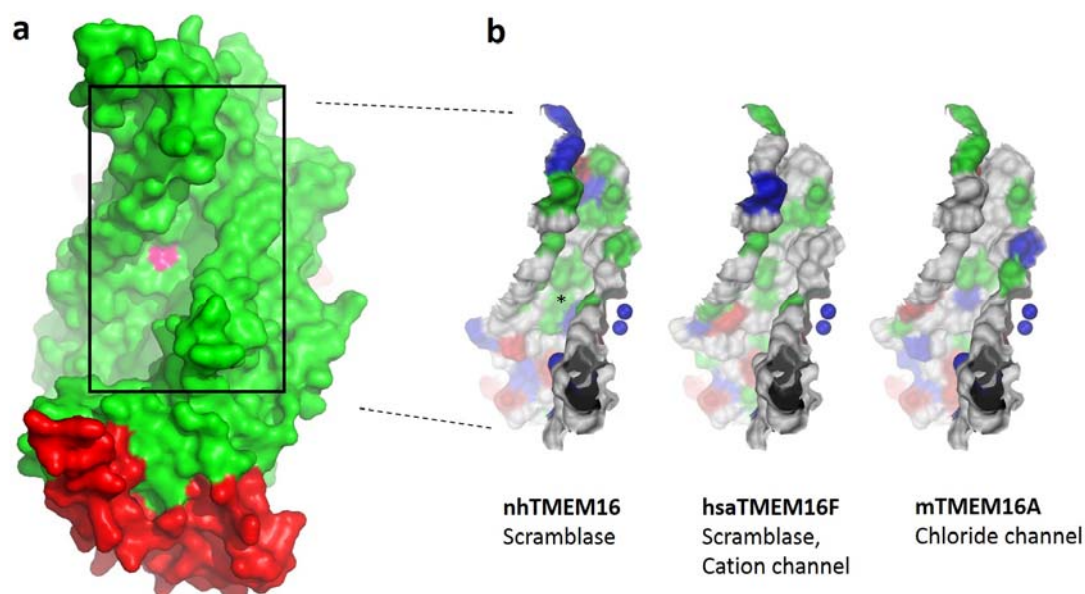 a
b
*
nhTMEM16
Scramblase
hsaTMEM16F
Scramblase,
Cation channel
mTMEM16A
Chloride channel